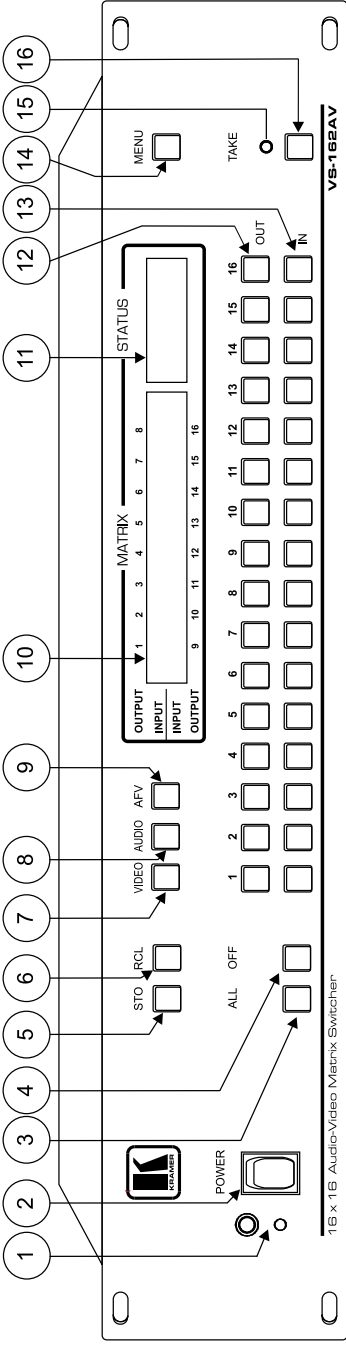 1 2 3 4 5 6 7 8 9 10 11 12 13 14 15 16
KRAMER
POWER
STO RCL
VIDEO AUDIO AFV
MATRIX STATUS
OUTPUT 1 2 3 4 5 6 7 8
INPUT
INPUT
OUTPUT 9 10 11 12 13 14 15 16
MENU
TAKE
ALL OFF
1 2 3 4 5 6 7 8 9 10 11 12 13 14 15 16
OUT
IN
16 x 16 Audio-Video Matrix Switcher
VS-162AV